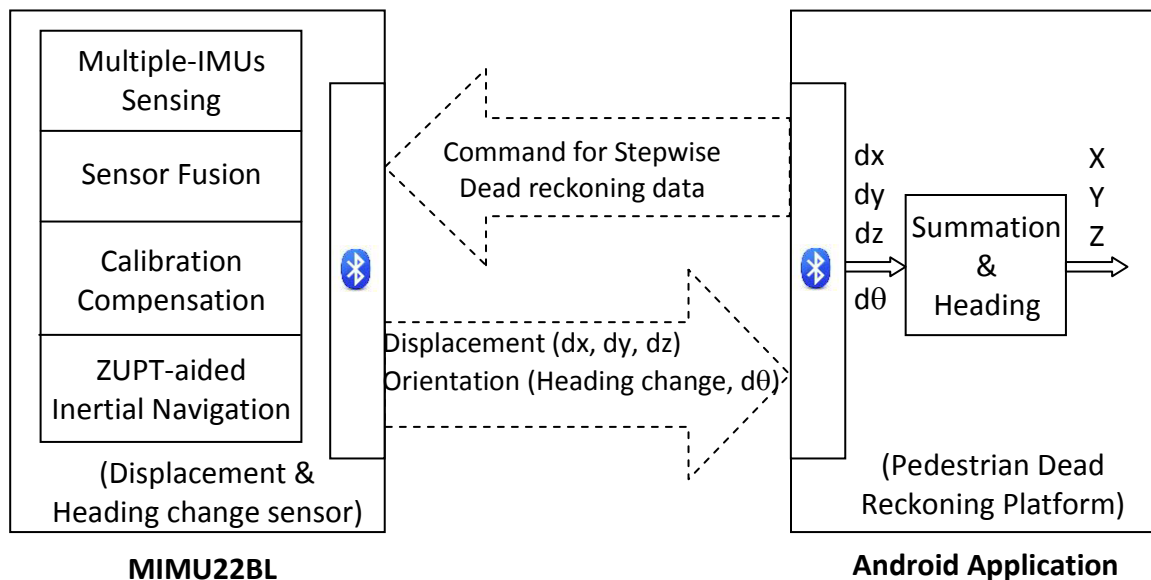 Multiple-IMUs
Sensing
Sensor Fusion
Calibration
Compensation
ZUPT-aided
Inertial Navigation
(Displacement &
Heading change sensor)
MIMU22BL
Command for Stepwise
Dead reckoning data
Displacement (dx, dy, dz)
Orientation (Heading change, dθ)
dx
dy
dz
dθ
Summation
&
Heading
X
Y
Z
(Pedestrian Dead
Reckoning Platform)
Android Application